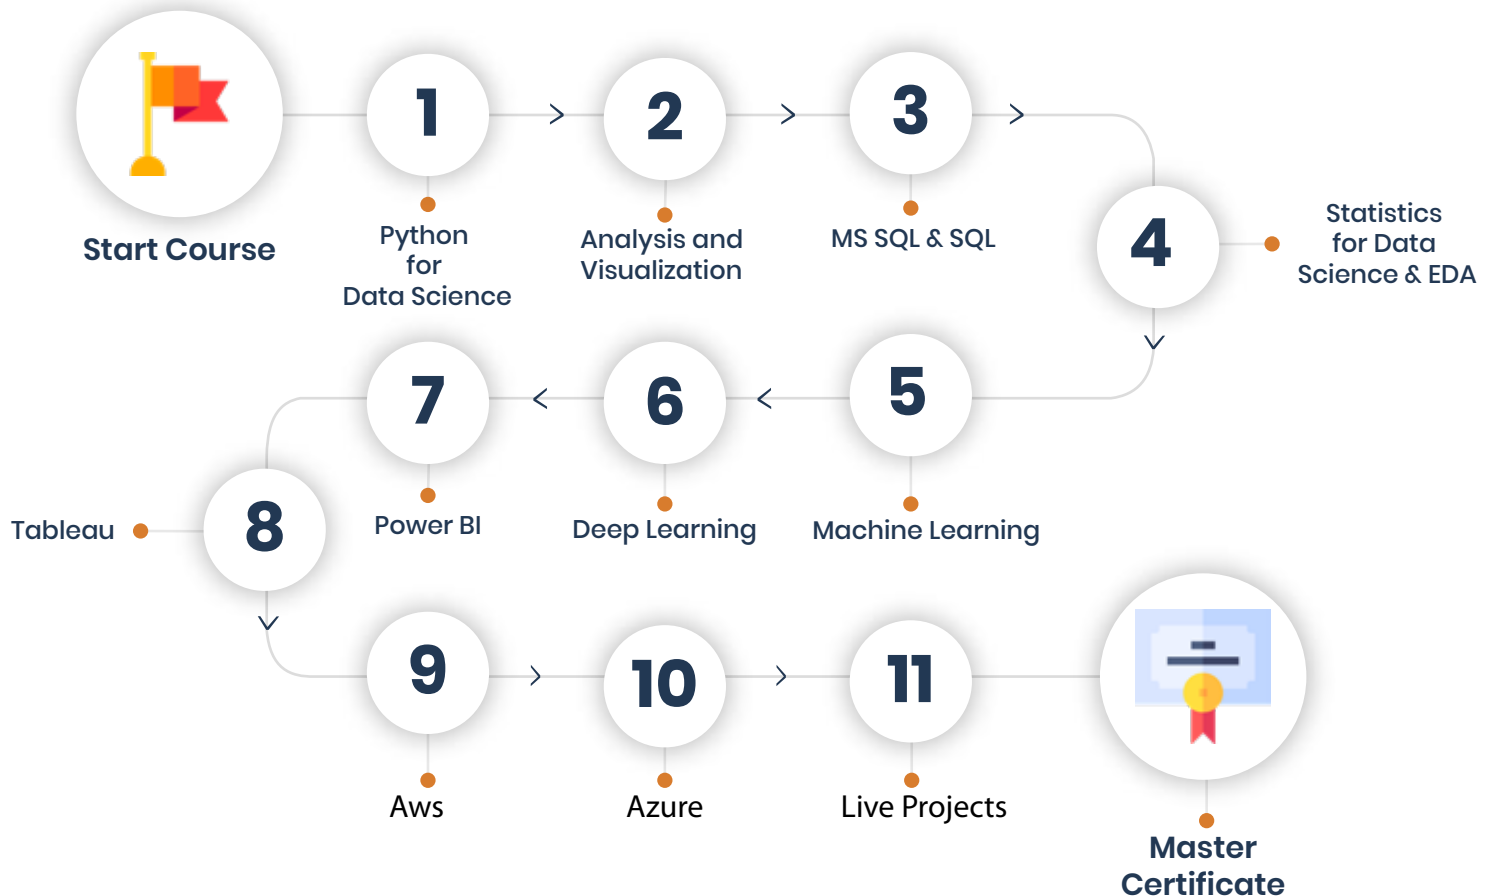 Start Course
1
Python
for
Data Science
2
Analysis and
Visualization
3
MS SQL & SQL
4
Statistics
for Data
Science & EDA
5
Machine Learning
6
Deep Learning
7
Power BI
8
Tableau
9
Aws
10
Azure
11
Live Projects
Master
Certificate